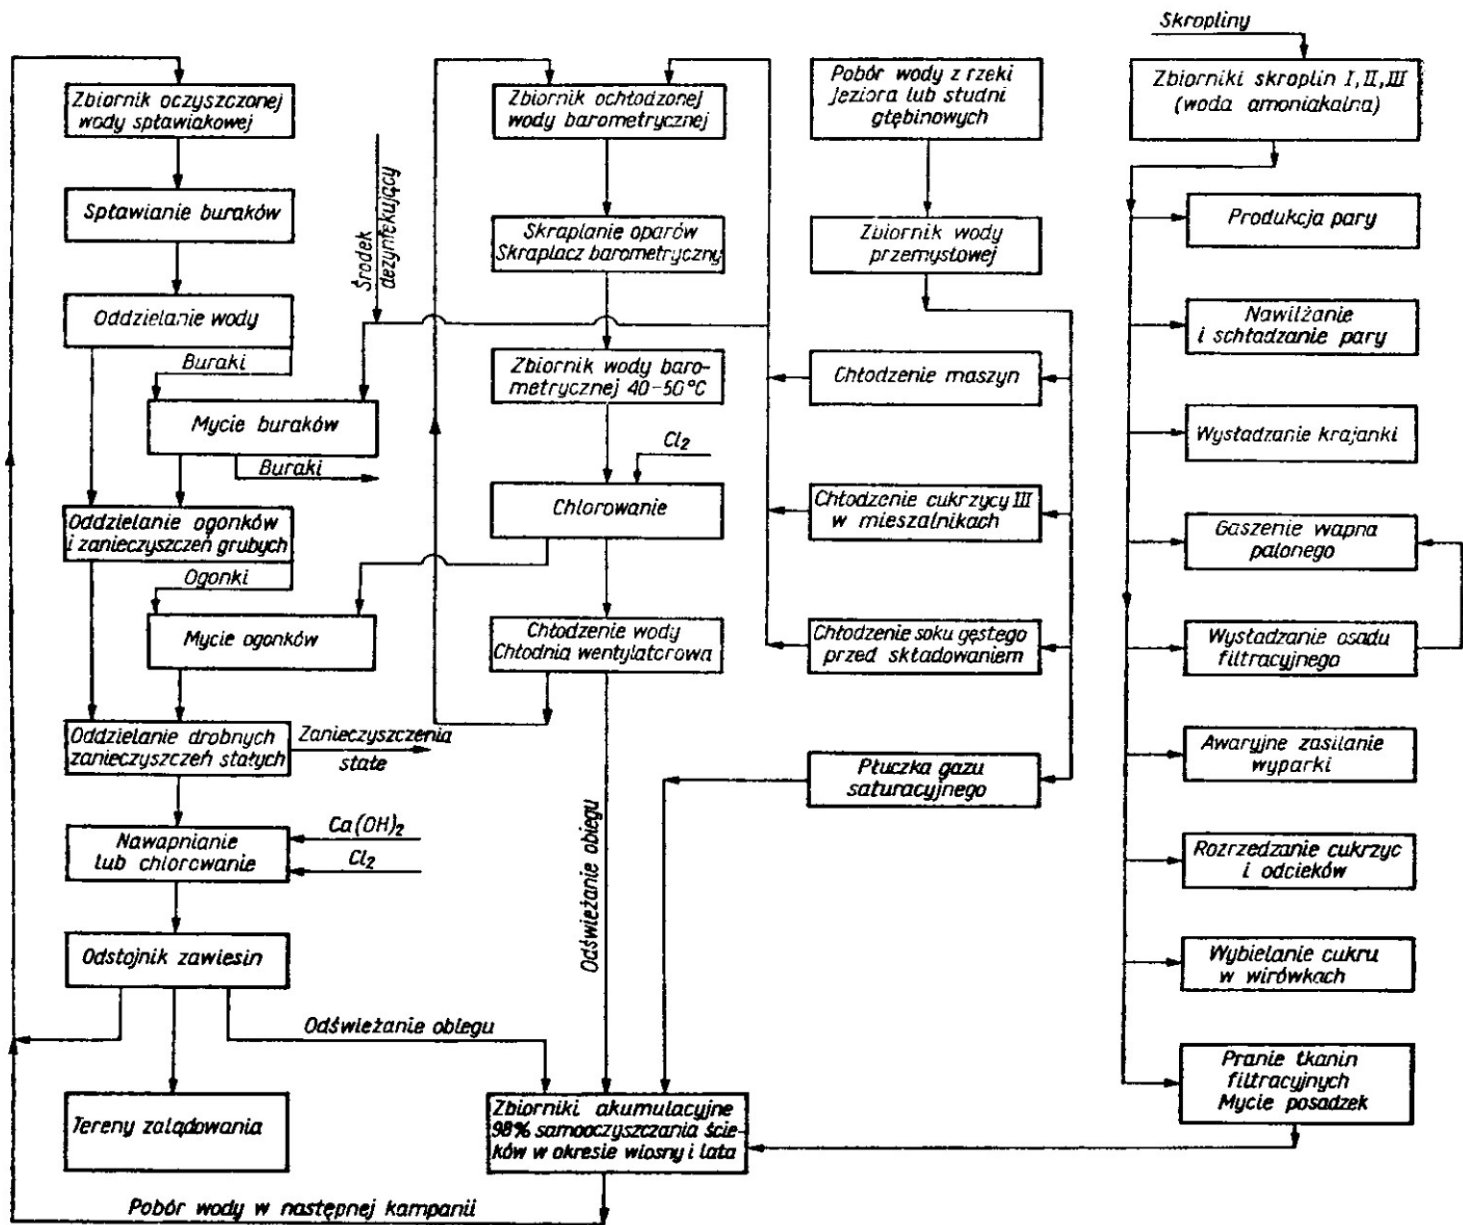 Skropliny
Zbiornik oczyszczonej
wody spławiakowej
Spławianie buraków
Oddzielanie wody
Buraki
Mycie buraków
Buraki
Oddzielanie ogonków
i zanieczyszczeń grubych
Ogonki
Mycie ogonków
Oddzielanie drobnych
zanieczyszczeń stałych
Zanieczyszczenia
stałe
Nawapnianie
lub chlorowanie
Ca(OH)₂
Cl₂
Odstojnik zawiesin
Odświeżanie obiegu
Tereny zalądowania
Pobór wody w następnej kampanii
Środek
dezynfekujący
Zbiornik ochłodzonej
wody barometrycznej
Skraplanie oparów
Skraplacz barometryczny
Zbiornik wody baro-
metrycznej 40–50°C
Cl₂
Chlorowanie
Chłodzenie wody
Chłodnia wentylatorowa
Odświeżanie obiegu
Zbiorniki akumulacyjne
98% samooczyszczania ście-
ków w okresie wiosny i lata
Pobór wody z rzeki
jeziora lub studni
głębinowych
Zbiornik wody
przemysłowej
Chłodzenie maszyn
Chłodzenie cukrzycy III
w mieszalnikach
Chłodzenie soku gęstego
przed składowaniem
Płuczka gazu
saturacyjnego
Zbiorniki skroplin I, II, III
(woda amoniakalna)
Produkcja pary
Nawilżanie
i schładzanie pary
Wysładzanie krajanki
Gaszenie wapna
palonego
Wysładzanie osadu
filtracyjnego
Awaryjne zasilanie
wyparki
Rozrzedzanie cukrzyc
i odcieków
Wybielanie cukru
w wirówkach
Pranie tkanin
filtracyjnych
Mycie posadzek